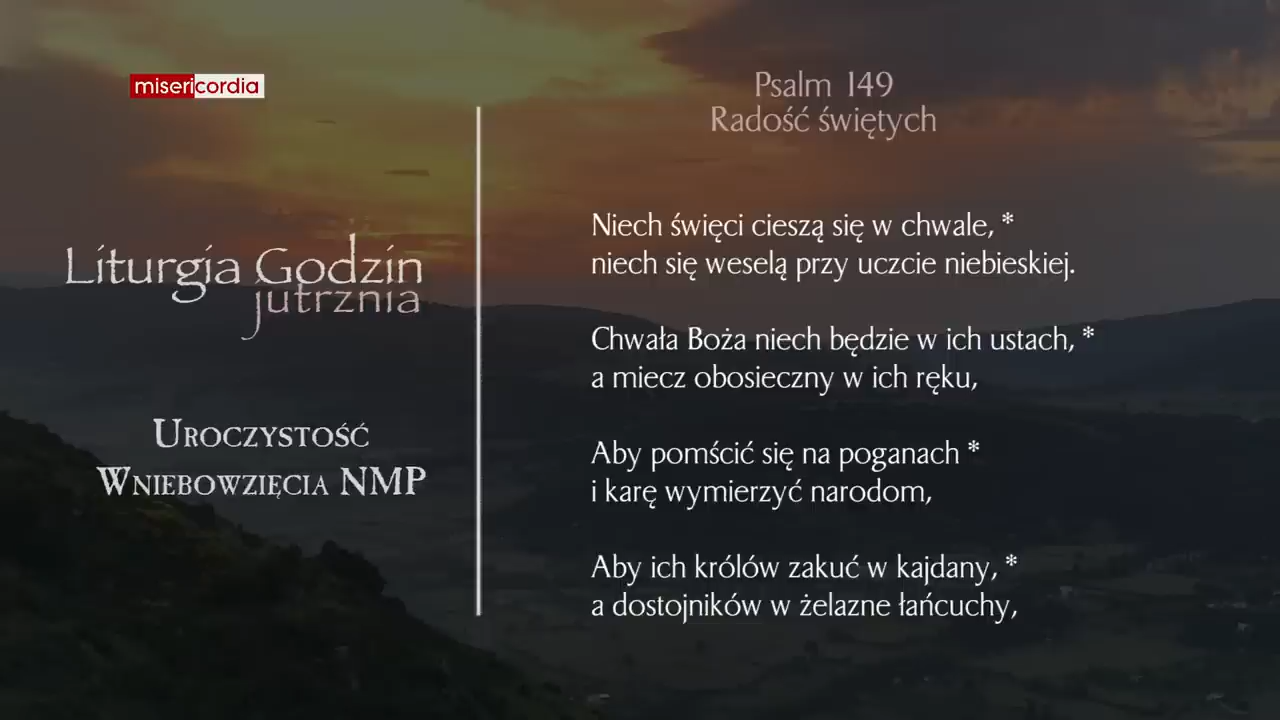 misericordia
Liturgia Godzin
jutrznia
Uroczystość
Wniebowzięcia NMP
Psalm 149
Radość świętych
Niech święci cieszą się w chwale, *
niech się weselą przy uczcie niebieskiej.
Chwała Boża niech będzie w ich ustach, *
a miecz obosieczny w ich ręku,
Aby pomścić się na poganach *
i karę wymierzyć narodom,
Aby ich królów zakuć w kajdany, *
a dostojników w żelazne łańcuchy,